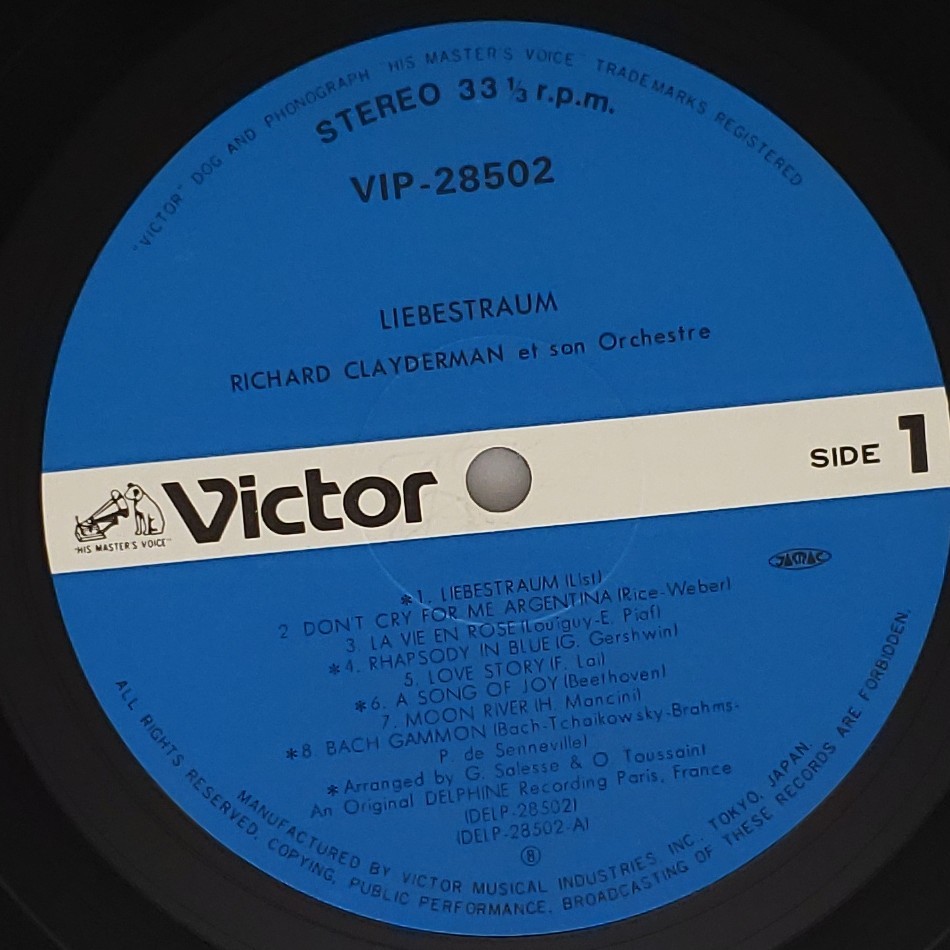 "VICTOR" DOG AND PHONOGRAPH "HIS MASTER'S VOICE" TRADEMARKS REGISTERED
STEREO 33 1/3 r.p.m.
VIP-28502
LIEBESTRAUM
RICHARD CLAYDERMAN et son Orchestre
"HIS MASTER'S VOICE"
Victor
SIDE 1
JASRAC
*1. LIEBESTRAUM (List)
2 DON'T CRY FOR ME ARGENTINA (Rice-Weber)
3. LA VIE EN ROSE (Louiguy-E. Piaf)
*4. RHAPSODY IN BLUE (G. Gershwin)
5. LOVE STORY (F. Lai)
*6. A SONG OF JOY (Beethoven)
7. MOON RIVER (H. Mancini)
*8 BACH GAMMON (Bach-Tchaikowsky-Brahms-
P. de Senneville)
*Arranged by G. Salesse & O Toussaint
An Original DELPHINE Recording Paris, France
(DELP-28502)
(DELP-28502-A)
8
MANUFACTURED BY VICTOR MUSICAL INDUSTRIES, INC., TOKYO, JAPAN.
ALL RIGHTS RESERVED. COPYING, PUBLIC PERFORMANCE, BROADCASTING OF THESE RECORDS ARE FORBIDDEN.